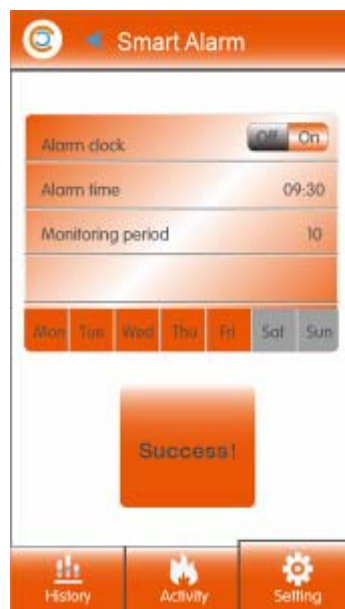 Smart Alarm
Alarm clock Off On
Alarm time 09:30
Monitoring period 10
Mon Tue Wed Thu Fri Sat Sun
Success!
History Activity Setting